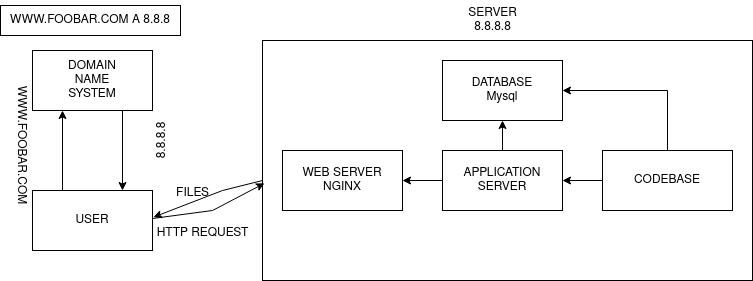 WWW.FOOBAR.COM A 8.8.8
SERVER
8.8.8.8
DOMAIN
NAME
SYSTEM
DATABASE
Mysql
WWW.FOOBAR.COM
8.8.8.8
WEB SERVER
NGINX
APPLICATION
SERVER
CODEBASE
FILES
USER
HTTP REQUEST